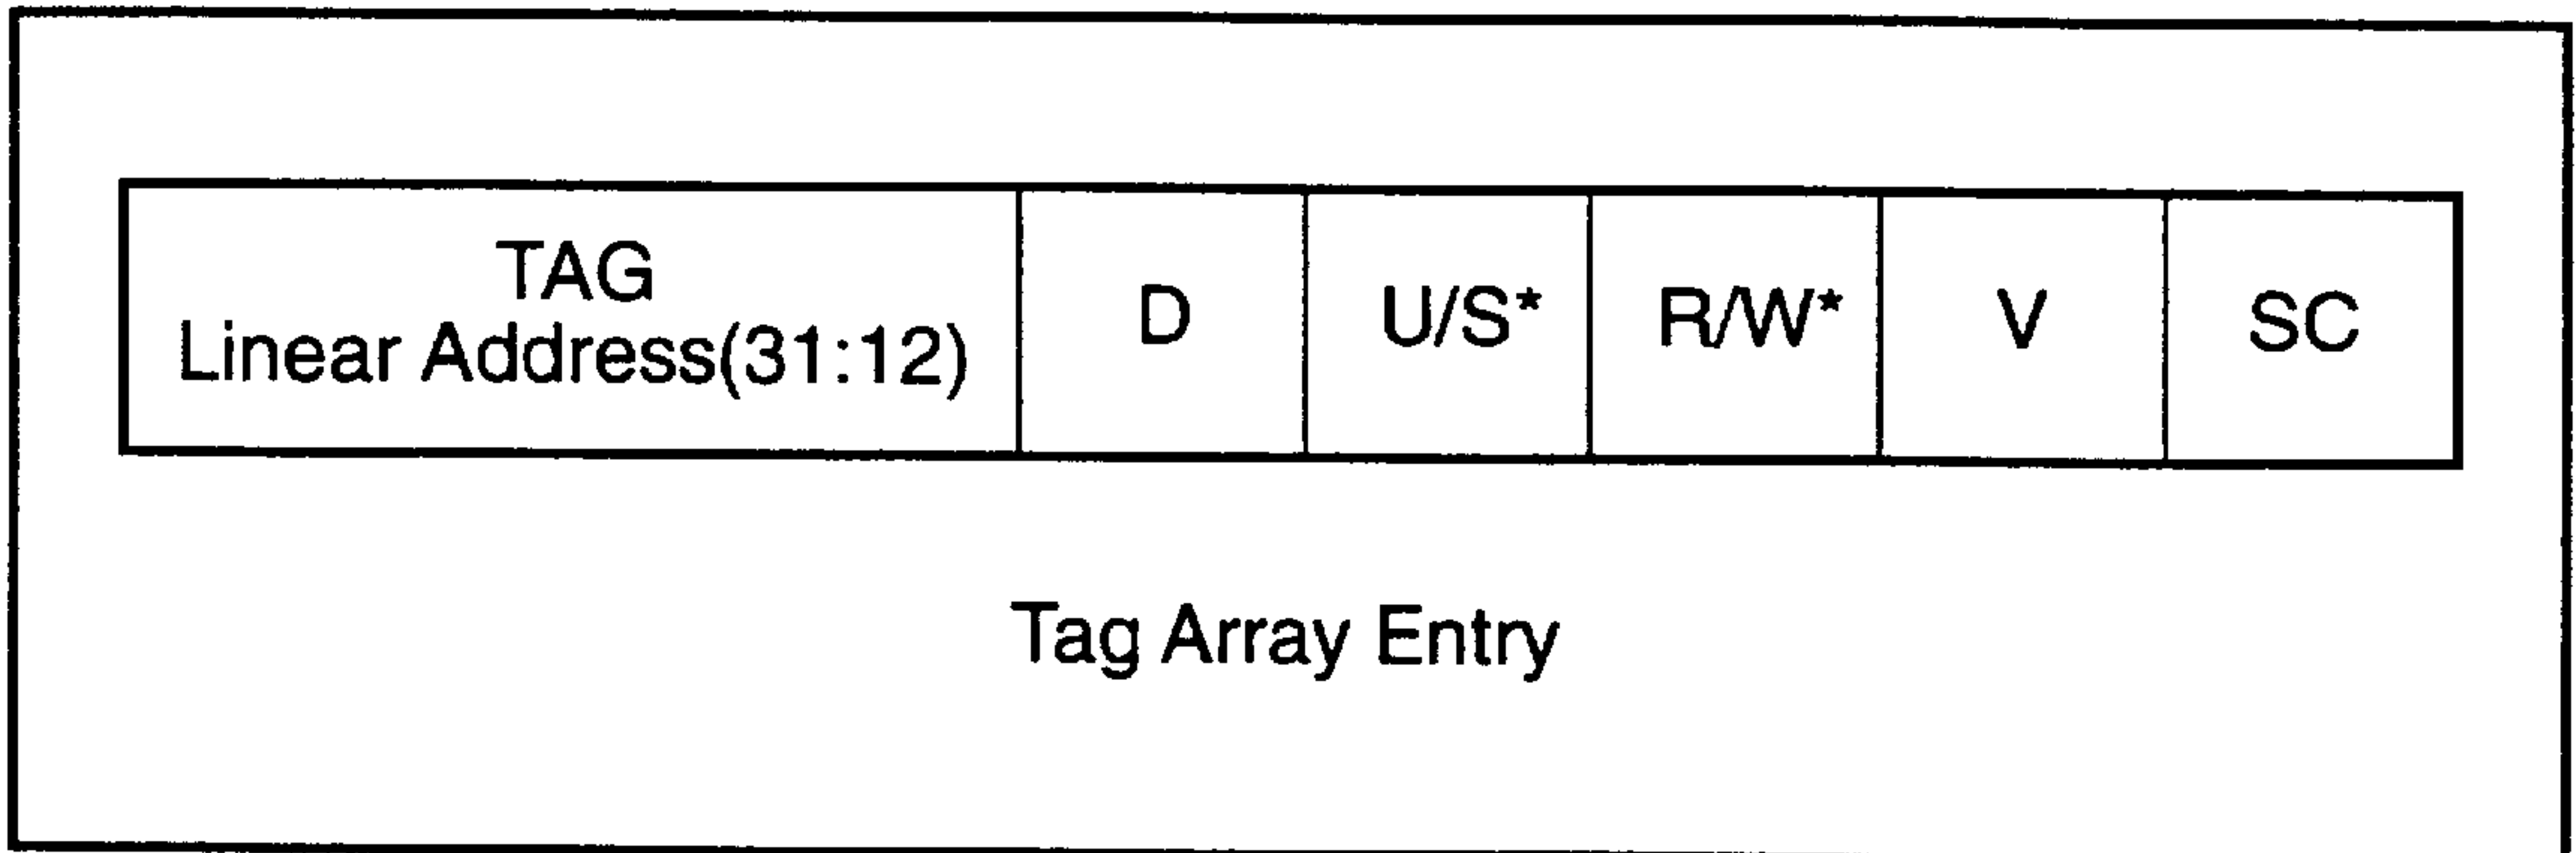 TAG
Linear Address(31:12)
D
U/S*
R/W*
V
SC
Tag Array Entry